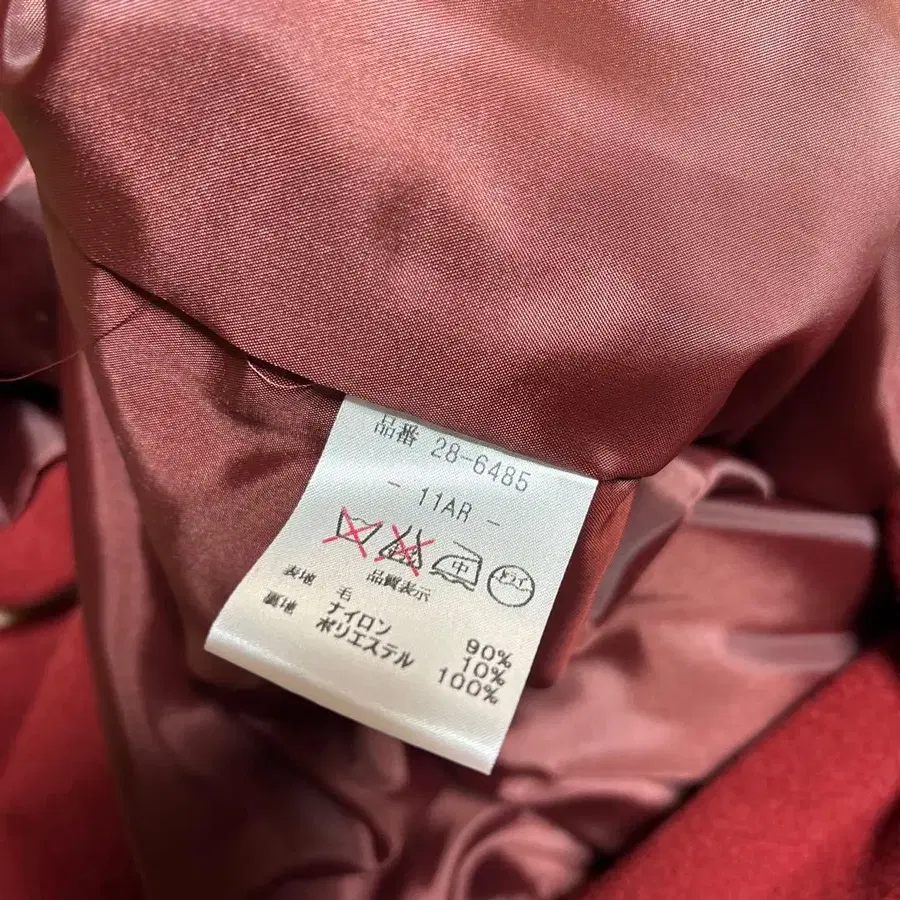 品番 28-6485
- 11AR -
中 ドライ
品質表示
表地 毛 90%
ナイロン 10%
裏地 ポリエステル 100%